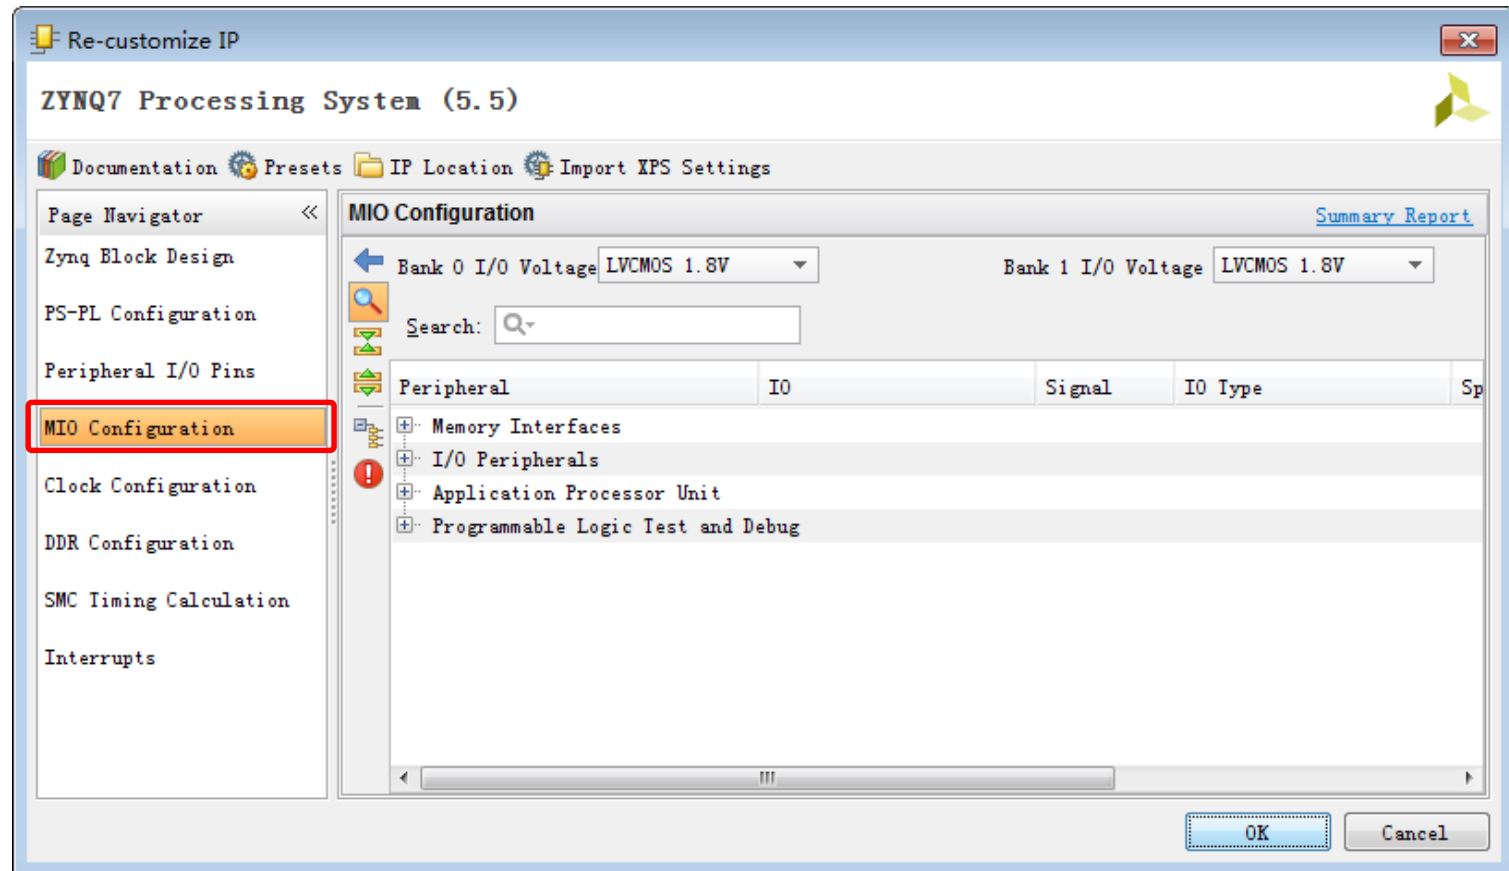 Re-customize IP
ZYNQ7 Processing System (5.5)
Documentation Presets IP Location Import XPS Settings
Page Navigator «
MIO Configuration Summary Report
Zynq Block Design
Bank 0 I/O Voltage LVCMOS 1.8V Bank 1 I/O Voltage LVCMOS 1.8V
PS-PL Configuration
Search:
Peripheral I/O Pins
Peripheral IO Signal IO Type Sp
MIO Configuration
Memory Interfaces
I/O Peripherals
Clock Configuration
Application Processor Unit
Programmable Logic Test and Debug
DDR Configuration
SMC Timing Calculation
Interrupts
OK Cancel